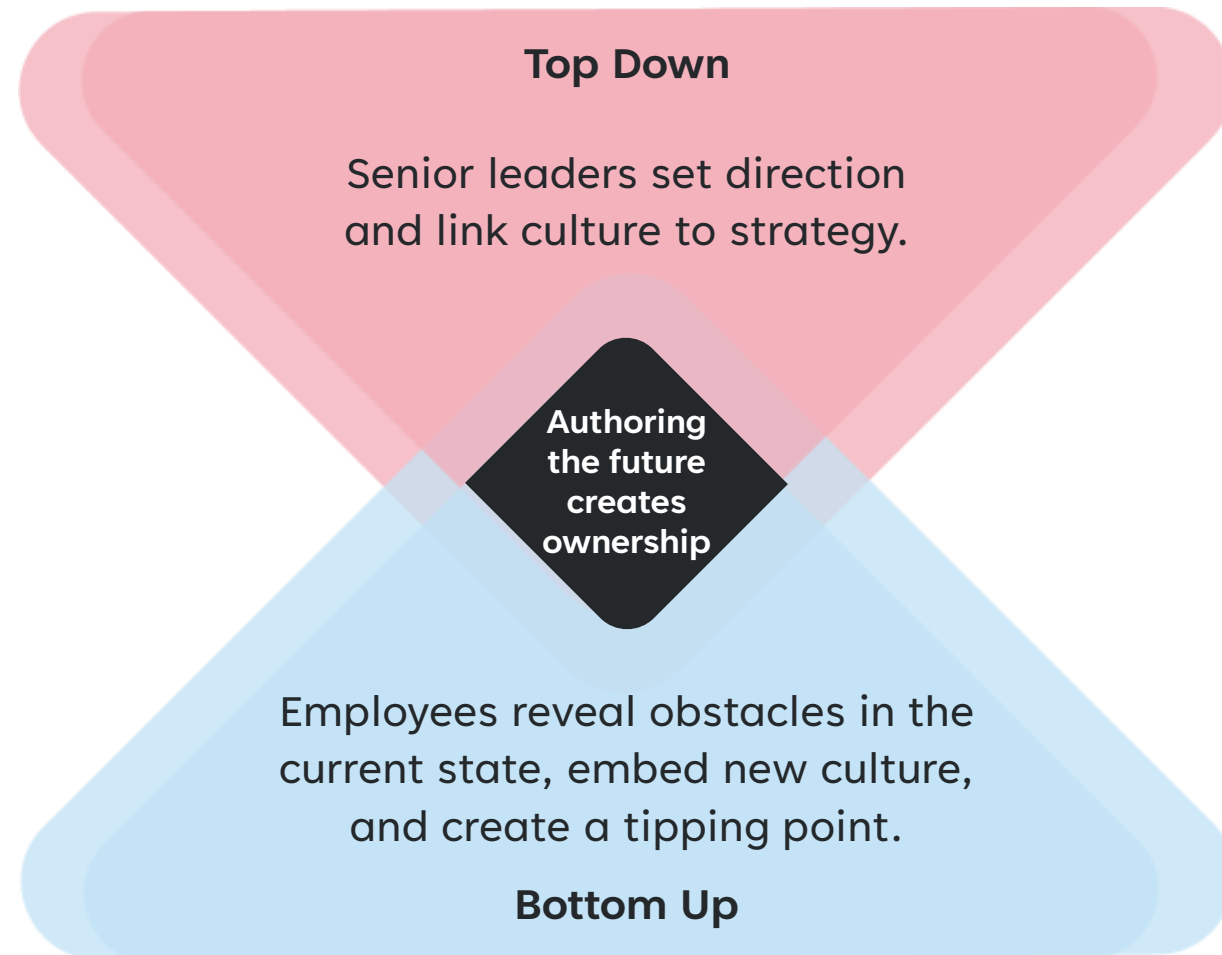 Top Down
Senior leaders set direction
and link culture to strategy.
Authoring
the future
creates
ownership
Employees reveal obstacles in the
current state, embed new culture,
and create a tipping point.
Bottom Up